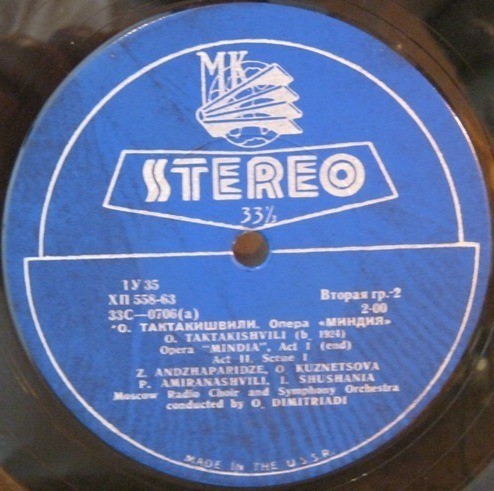 МК
STEREO
33⅓
ТУ 35
ХП 558-63
Вторая гр.-2
33С—0706(а)
2-00
О. ТАКТАКИШВИЛИ. Опера «МИНДИЯ»
O. TAKTAKISHVILI (b. 1924)
Opera "MINDIA", Act I (end)
Act II, Scene 1
Z. ANDZHAPARIDZE, O. KUZNETSOVA
P. AMIRANASHVILI, I. SHUSHANIA
Moscow Radio Choir and Symphony Orchestra
conducted by O. DIMITRIADI
MADE IN THE U.S.S.R.